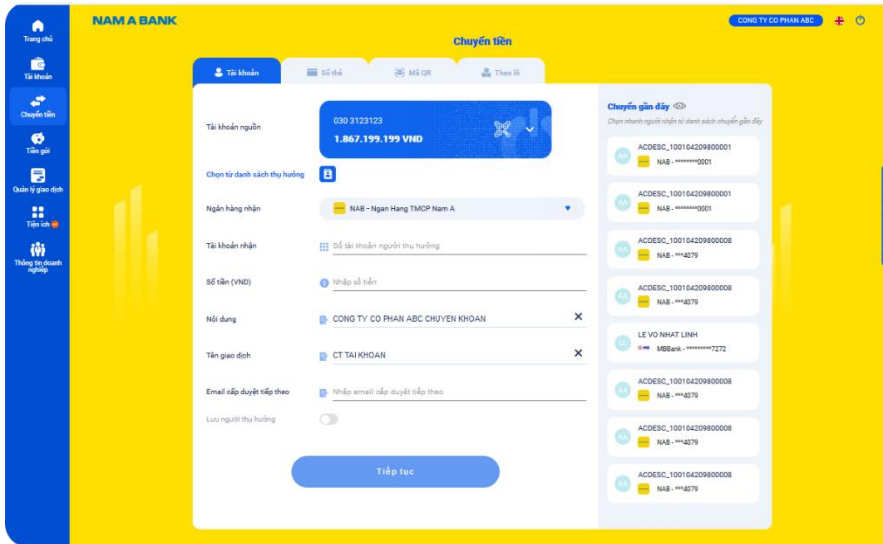 NAM A BANK
CONG TY CO PHAN ABC
Trang chủ
Tài khoản
Chuyển tiền
Tiền gửi
Quản lý giao dịch
Tiện ích
Thông tin doanh
nghiệp
Chuyển tiền
Tài khoản
Số thẻ
Mã QR
Theo lô
Tài khoản nguồn
030 3123123
1.867.199.199 VND
Chọn từ danh sách thụ hưởng
Ngân hàng nhận
NAB - Ngan Hang TMCP Nam A
Tài khoản nhận
Số tài khoản người thụ hưởng
Số tiền (VND)
Nhập số tiền
Nội dung
CONG TY CO PHAN ABC CHUYEN KHOAN
Tên giao dịch
CT TAI KHOAN
Email cấp duyệt tiếp theo
Nhập email cấp duyệt tiếp theo
Lưu người thụ hưởng
Tiếp tục
Chuyển gần đây
Chọn nhanh người nhận từ danh sách chuyển gần đây
AA
ACDESC_100104209800001
NAB - ********0001
AA
ACDESC_100104209800001
NAB - ********0001
AA
ACDESC_100104209800008
NAB - ***4079
AA
ACDESC_100104209800008
NAB - ***4079
LL
LE VO NHAT LINH
MBBank - *********7272
AA
ACDESC_100104209800008
NAB - ***4079
AA
ACDESC_100104209800008
NAB - ***4079
AA
ACDESC_100104209800008
NAB - ***4079